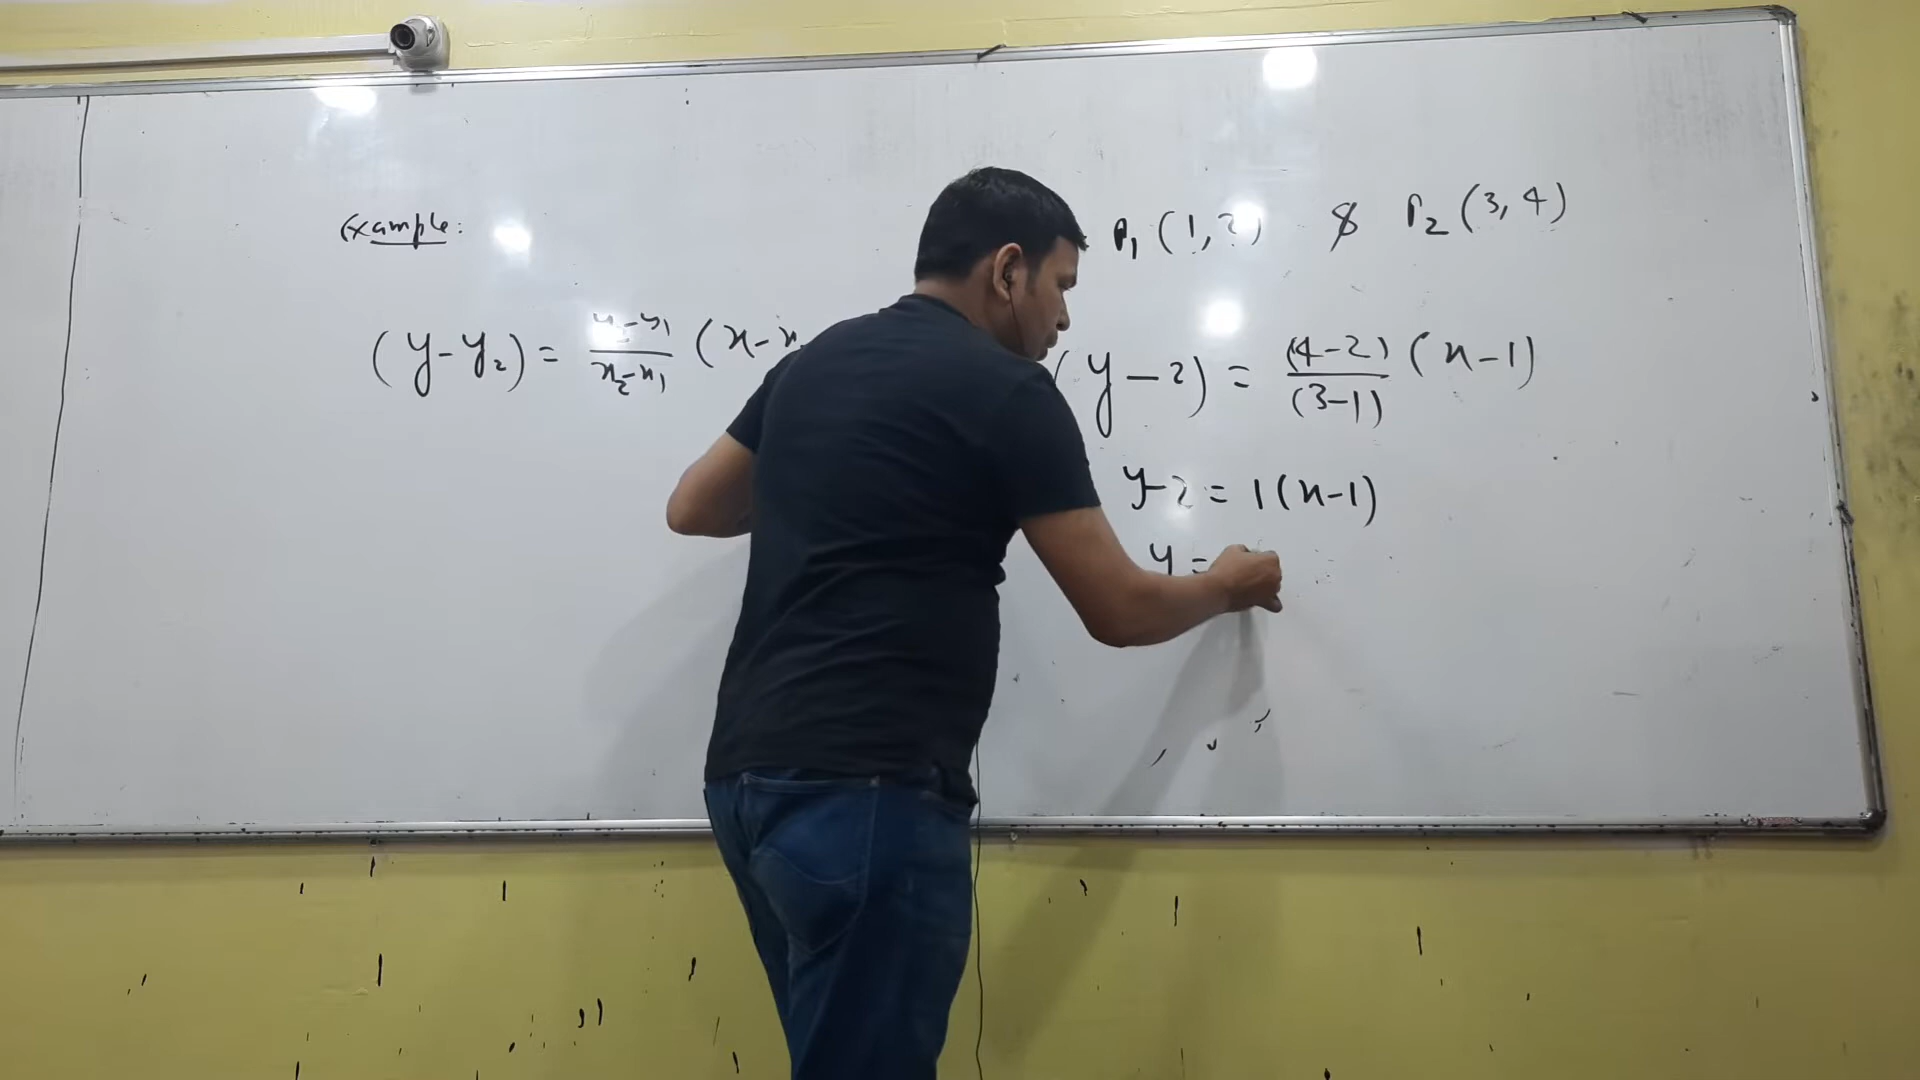 Example:
P₁ (1, 2) & P₂ (3, 4)
(y - y₂) = (y₂ - y₁)/(x₂ - x₁) (x - x
(y - 2) = (4-2)/(3-1) (x - 1)
y - 2 = 1 (x - 1)
y =